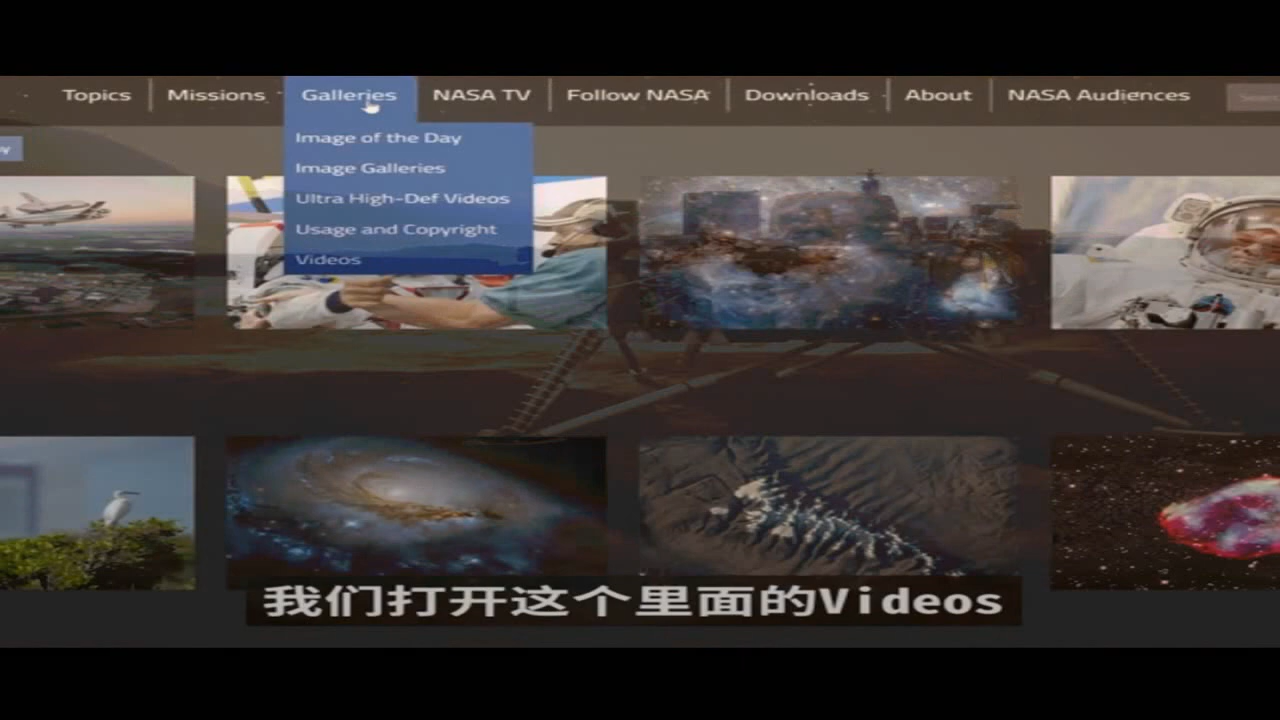 Topics Missions Galleries NASA TV Follow NASA Downloads About NASA Audiences
Image of the Day
Image Galleries
Ultra High-Def Videos
Usage and Copyright
Videos
我们打开这个里面的Videos